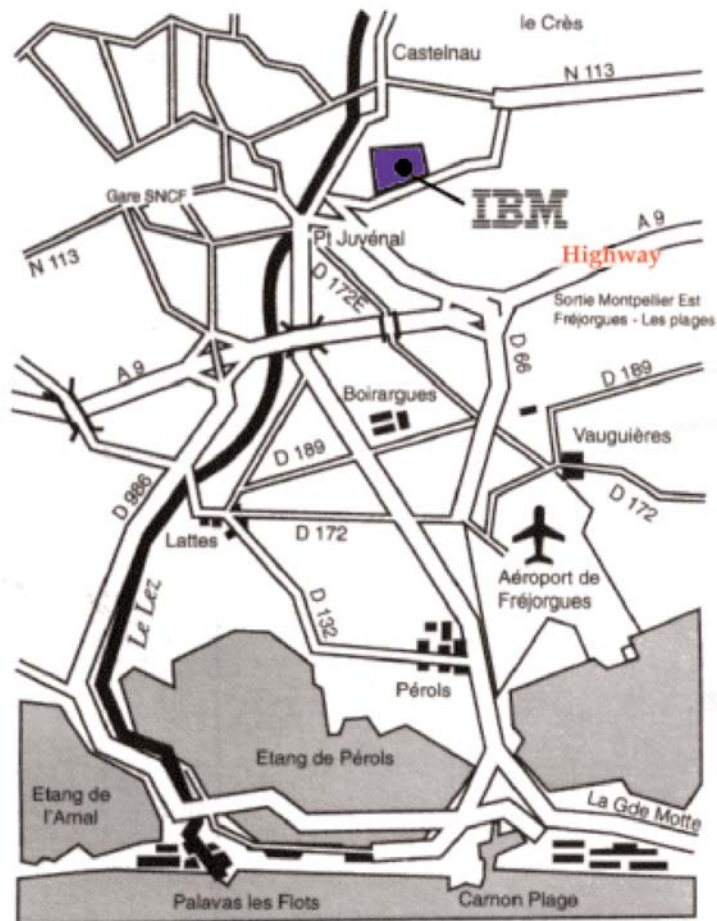 le Crès
Castelnau
N 113
Gare SNCF
IBM
Pt Juvénal
A 9
Highway
N 113
D 172E
Sortie Montpellier Est
Fréjorgues - Les plages
D 66
A 9
D 189
Boirargues
Vauguières
D 189
D 986
D 172
Lattes
D 172
Aéroport de
Fréjorgues
Le Lez
D 132
Pérols
Etang de Pérols
Etang de
l'Arnal
La Gde Motte
Palavas les Flots
Carnon Plage